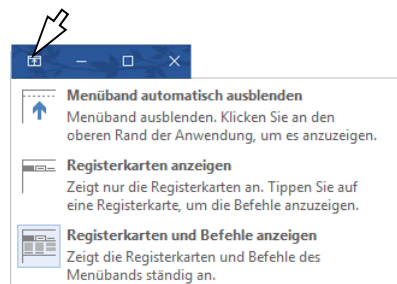 Menüband automatisch ausblenden
Menüband ausblenden. Klicken Sie an den
oberen Rand der Anwendung, um es anzuzeigen.
Registerkarten anzeigen
Zeigt nur die Registerkarten an. Tippen Sie auf
eine Registerkarte, um die Befehle anzuzeigen.
Registerkarten und Befehle anzeigen
Zeigt die Registerkarten und Befehle des
Menübands ständig an.